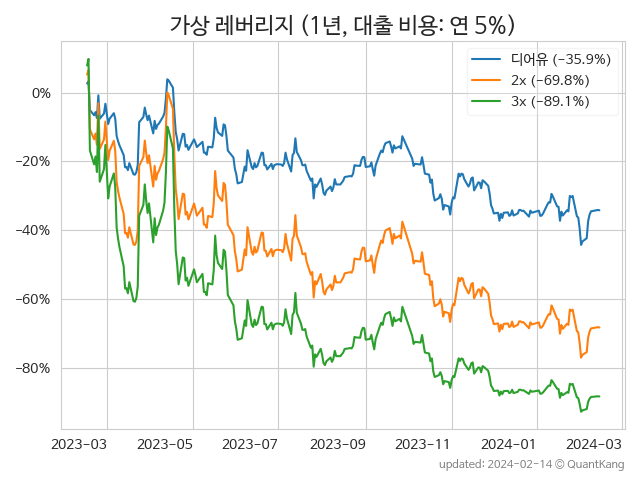 가상 레버리지 (1년, 대출 비용: 연 5%)
디어유 (−35.9%)
2x (−69.8%)
3x (−89.1%)
0%
−20%
−40%
−60%
−80%
2023-03 2023-05 2023-07 2023-09 2023-11 2024-01 2024-03
updated: 2024-02-14 © QuantKang